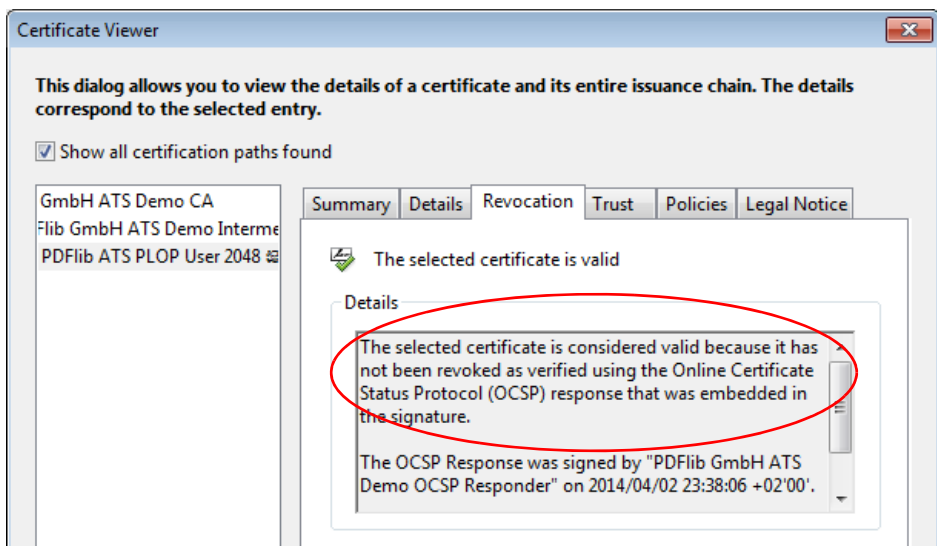 Certificate Viewer
This dialog allows you to view the details of a certificate and its entire issuance chain. The details
correspond to the selected entry.
Show all certification paths found
GmbH ATS Demo CA
Flib GmbH ATS Demo Interme
PDFlib ATS PLOP User 2048
Summary Details Revocation Trust Policies Legal Notice
The selected certificate is valid
Details
The selected certificate is considered valid because it has
not been revoked as verified using the Online Certificate
Status Protocol (OCSP) response that was embedded in
the signature.
The OCSP Response was signed by "PDFlib GmbH ATS
Demo OCSP Responder" on 2014/04/02 23:38:06 +02'00'.